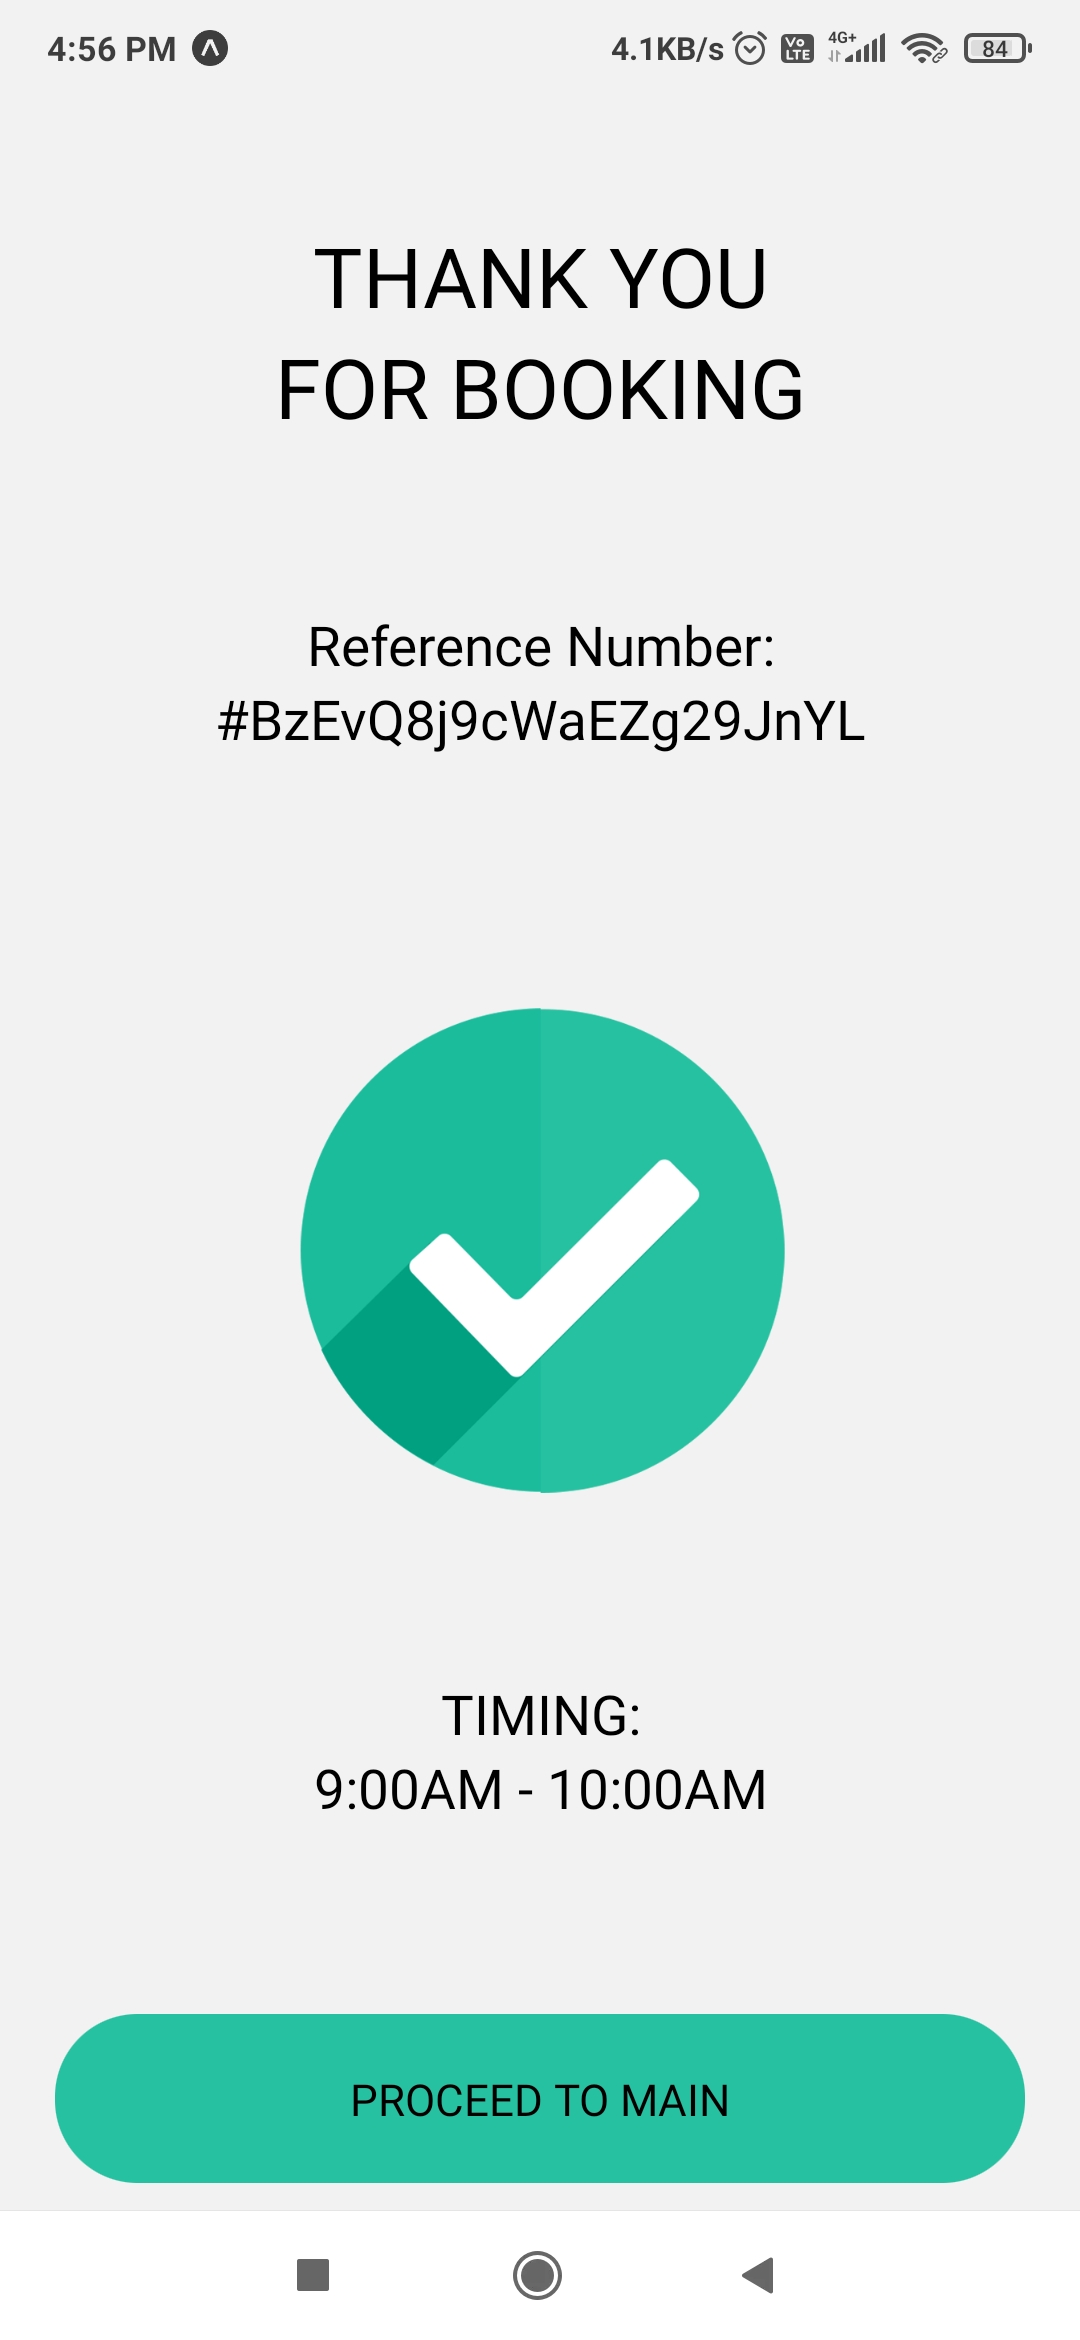 4:56 PM 4.1KB/s Vo LTE 4G+ 84
THANK YOU
FOR BOOKING
Reference Number:
#BzEvQ8j9cWaEZg29JnYL
TIMING:
9:00AM - 10:00AM
PROCEED TO MAIN